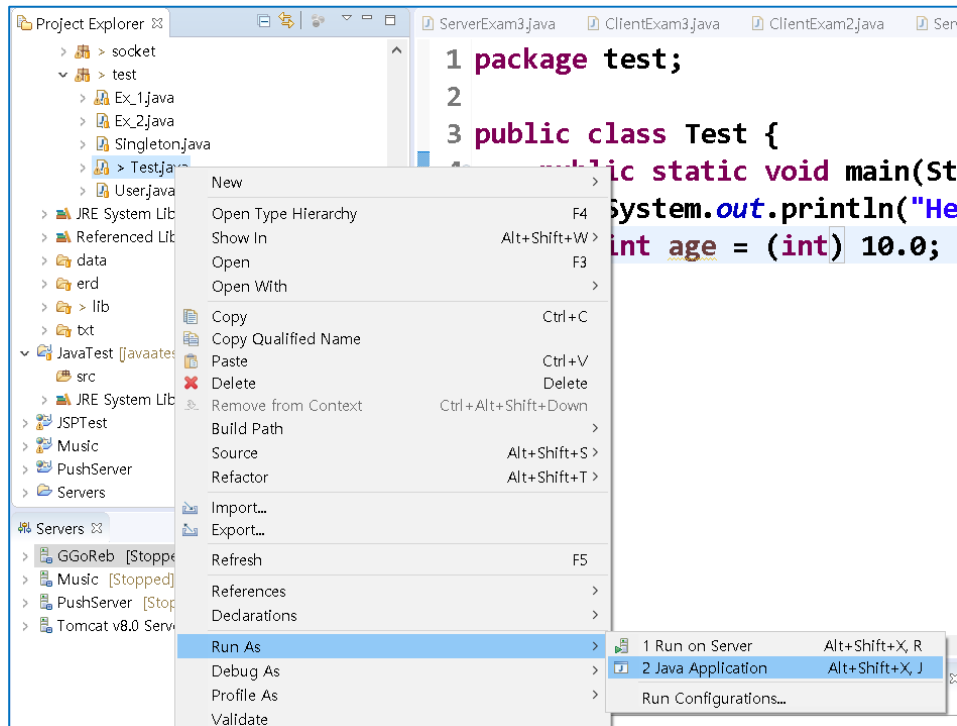 Project Explorer
> socket
> test
Ex_1.java
Ex_2.java
Singleton.java
> Test.java
User.java
JRE System Lib
Referenced Lib
data
erd
> lib
txt
JavaTest [javaates
src
JRE System Lib
JSPTest
Music
PushServer
Servers
Servers
GGoReb [Stoppe
Music [Stopped]
PushServer [Stop
Tomcat v8.0 Serv
ServerExam3.java ClientExam3.java ClientExam2.java Ser
1 package test;
2
3 public class Test {
public static void main(St
System.out.println("He
int age = (int) 10.0;
New
Open Type Hierarchy F4
Show In Alt+Shift+W >
Open F3
Open With
Copy Ctrl+C
Copy Qualified Name
Paste Ctrl+V
Delete Delete
Remove from Context Ctrl+Alt+Shift+Down
Build Path
Source Alt+Shift+S >
Refactor Alt+Shift+T >
Import...
Export...
Refresh F5
References
Declarations
Run As
Debug As
Profile As
Validate
1 Run on Server Alt+Shift+X, R
2 Java Application Alt+Shift+X, J
Run Configurations...